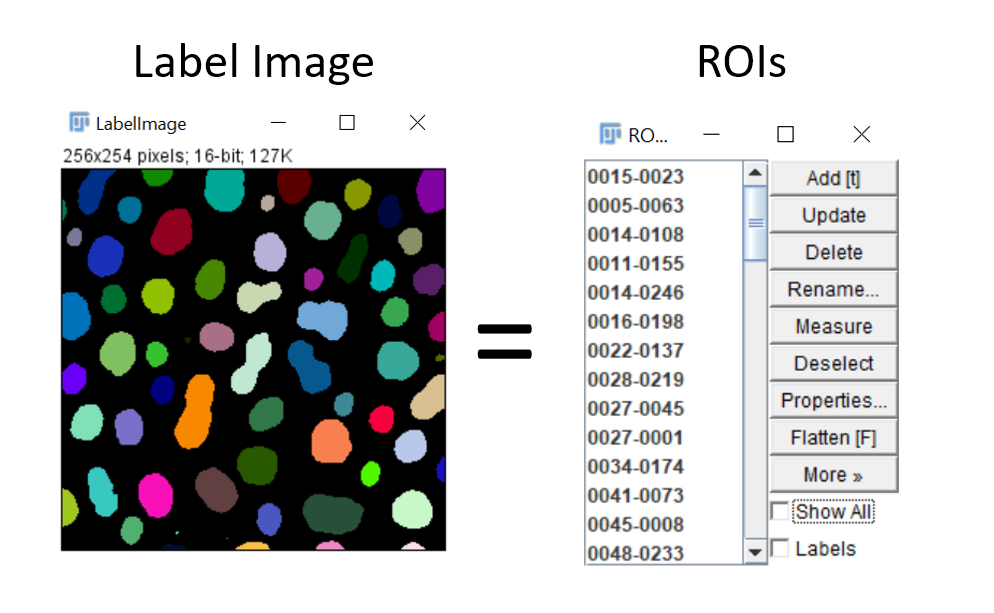 Label Image
LabelImage
256x254 pixels; 16-bit; 127K
=
ROIs
RO...
0015-0023
0005-0063
0014-0108
0011-0155
0014-0246
0016-0198
0022-0137
0028-0219
0027-0045
0027-0001
0034-0174
0041-0073
0045-0008
0048-0233
Add [t]
Update
Delete
Rename...
Measure
Deselect
Properties...
Flatten [F]
More »
Show All
Labels